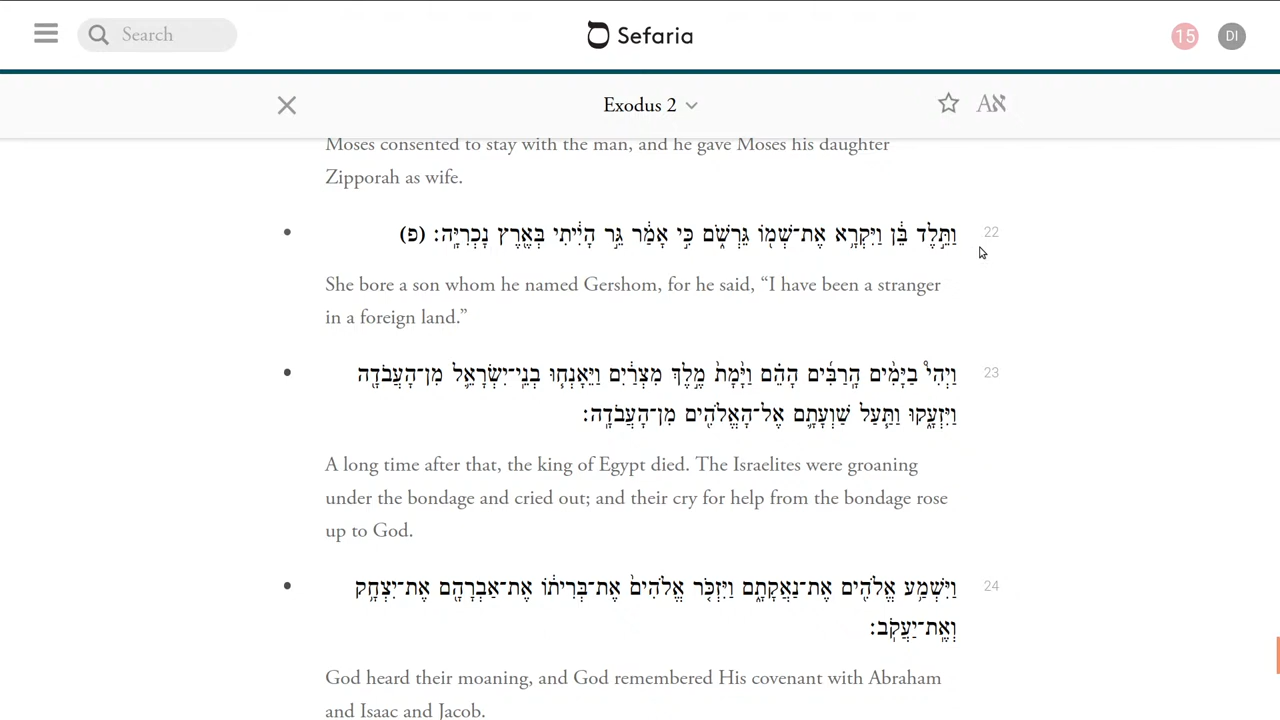 Search
Sefaria
15
DI
Exodus 2
Aא
Moses consented to stay with the man, and he gave Moses his daughter
Zipporah as wife.
22
וַתֵּ֣לֶד בֵּ֔ן וַיִּקְרָ֥א אֶת־שְׁמ֖וֹ גֵּרְשֹׁ֑ם כִּ֣י אָמַ֔ר גֵּ֣ר הָיִ֔יתִי בְּאֶ֖רֶץ נׇכְרִיָּֽה׃ (פ)
She bore a son whom he named Gershom, for he said, “I have been a stranger
in a foreign land.”
23
וַיְהִי֩ בַיָּמִ֨ים הָֽרַבִּ֜ים הָהֵ֗ם וַיָּ֙מׇת֙ מֶ֣לֶךְ מִצְרַ֔יִם וַיֵּאָנְח֧וּ בְנֵֽי־יִשְׂרָאֵ֛ל מִן־הָעֲבֹדָ֖ה
וַיִּזְעָ֑קוּ וַתַּ֧עַל שַׁוְעָתָ֛ם אֶל־הָאֱלֹהִ֖ים מִן־הָעֲבֹדָֽה׃
A long time after that, the king of Egypt died. The Israelites were groaning
under the bondage and cried out; and their cry for help from the bondage rose
up to God.
24
וַיִּשְׁמַ֥ע אֱלֹהִ֖ים אֶת־נַאֲקָתָ֑ם וַיִּזְכֹּ֤ר אֱלֹהִים֙ אֶת־בְּרִית֔וֹ אֶת־אַבְרָהָ֖ם אֶת־יִצְחָ֥ק
וְאֶֽת־יַעֲקֹֽב׃
God heard their moaning, and God remembered His covenant with Abraham
and Isaac and Jacob.